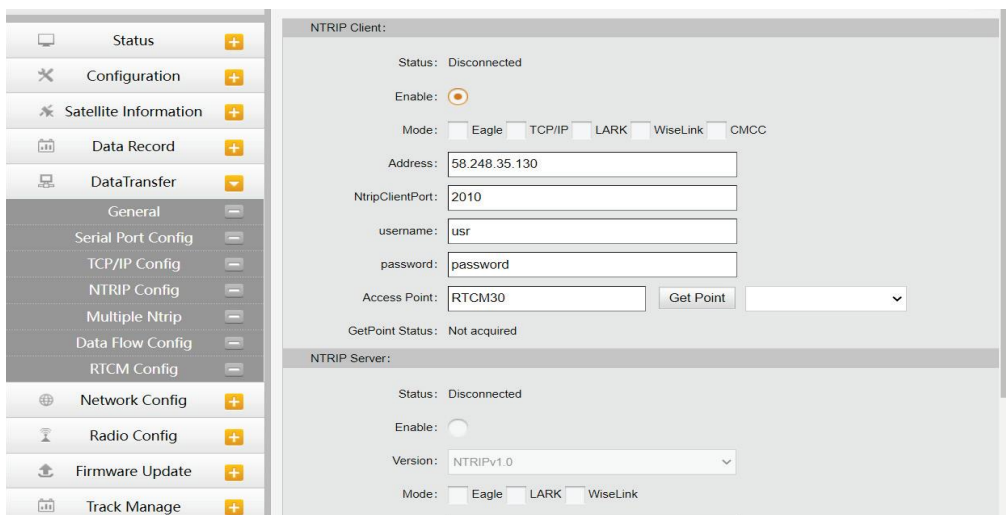 Status
Configuration
Satellite Information
Data Record
DataTransfer
General
Serial Port Config
TCP/IP Config
NTRIP Config
Multiple Ntrip
Data Flow Config
RTCM Config
Network Config
Radio Config
Firmware Update
Track Manage
NTRIP Client:
Status: Disconnected
Enable:
Mode: Eagle TCP/IP LARK WiseLink CMCC
Address: 58.248.35.130
NtripClientPort: 2010
username: usr
password: password
Access Point: RTCM30 Get Point
GetPoint Status: Not acquired
NTRIP Server:
Status: Disconnected
Enable:
Version: NTRIPv1.0
Mode: Eagle LARK WiseLink